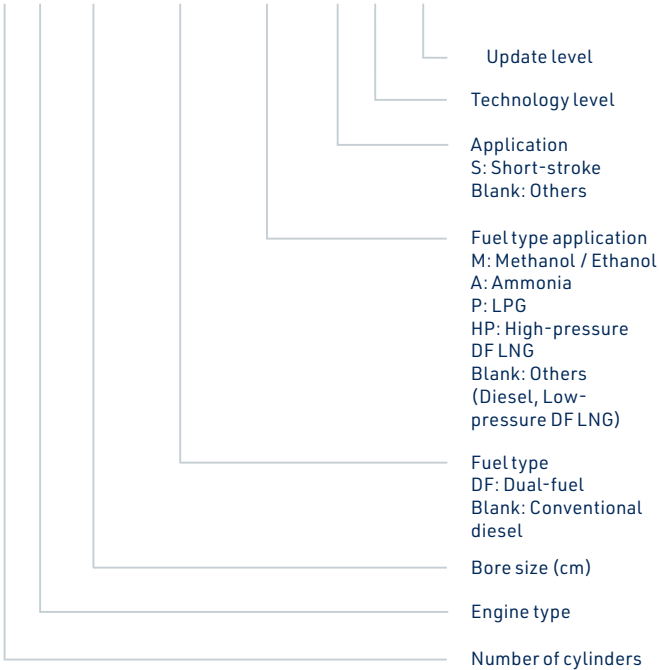 Update level
Technology level
Application
S: Short-stroke
Blank: Others
Fuel type application
M: Methanol / Ethanol
A: Ammonia
P: LPG
HP: High-pressure
DF LNG
Blank: Others
(Diesel, Low-
pressure DF LNG)
Fuel type
DF: Dual-fuel
Blank: Conventional
diesel
Bore size (cm)
Engine type
Number of cylinders